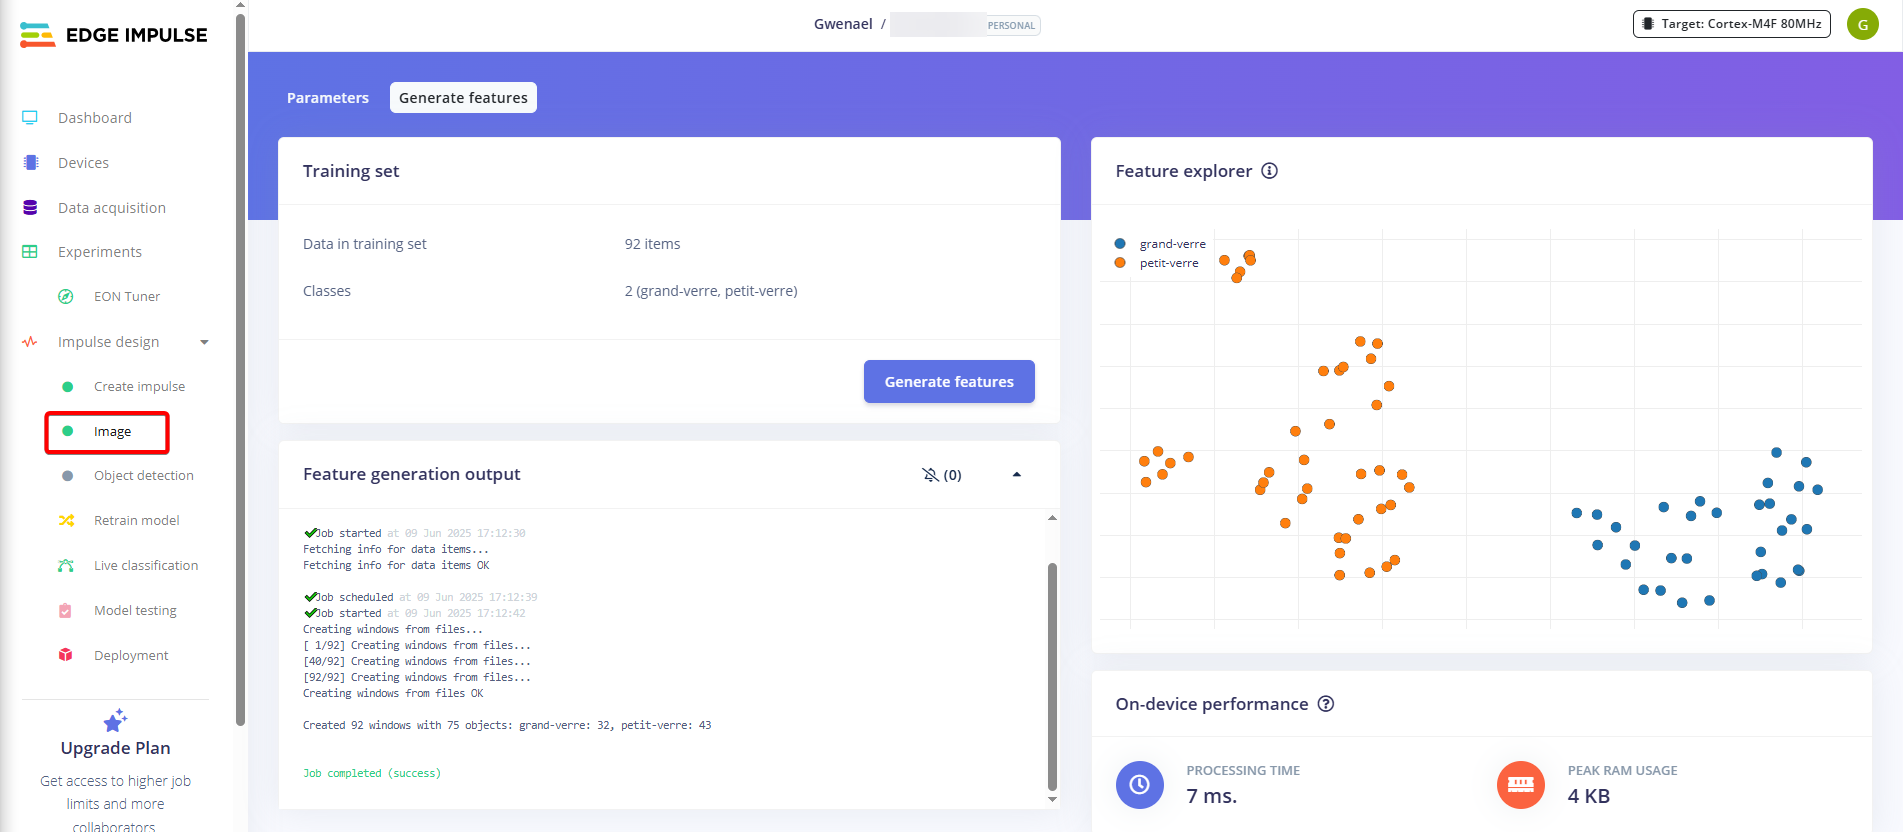 EDGE IMPULSE
Gwenael /
PERSONAL
Target: Cortex-M4F 80MHz
G
Dashboard
Devices
Data acquisition
Experiments
EON Tuner
Impulse design
Create impulse
Image
Object detection
Retrain model
Live classification
Model testing
Deployment
Upgrade Plan
Get access to higher job
limits and more
collaborators
Parameters
Generate features
Training set
Data in training set 92 items
Classes 2 (grand-verre, petit-verre)
Generate features
Feature generation output
(0)
Job started at 09 Jun 2025 17:12:30
Fetching info for data items...
Fetching info for data items OK
Job scheduled at 09 Jun 2025 17:12:39
Job started at 09 Jun 2025 17:12:42
Creating windows from files...
[ 1/92] Creating windows from files...
[40/92] Creating windows from files...
[92/92] Creating windows from files...
Creating windows from files OK
Created 92 windows with 75 objects: grand-verre: 32, petit-verre: 43
Job completed (success)
Feature explorer
grand-verre
petit-verre
On-device performance
PROCESSING TIME
7 ms.
PEAK RAM USAGE
4 KB